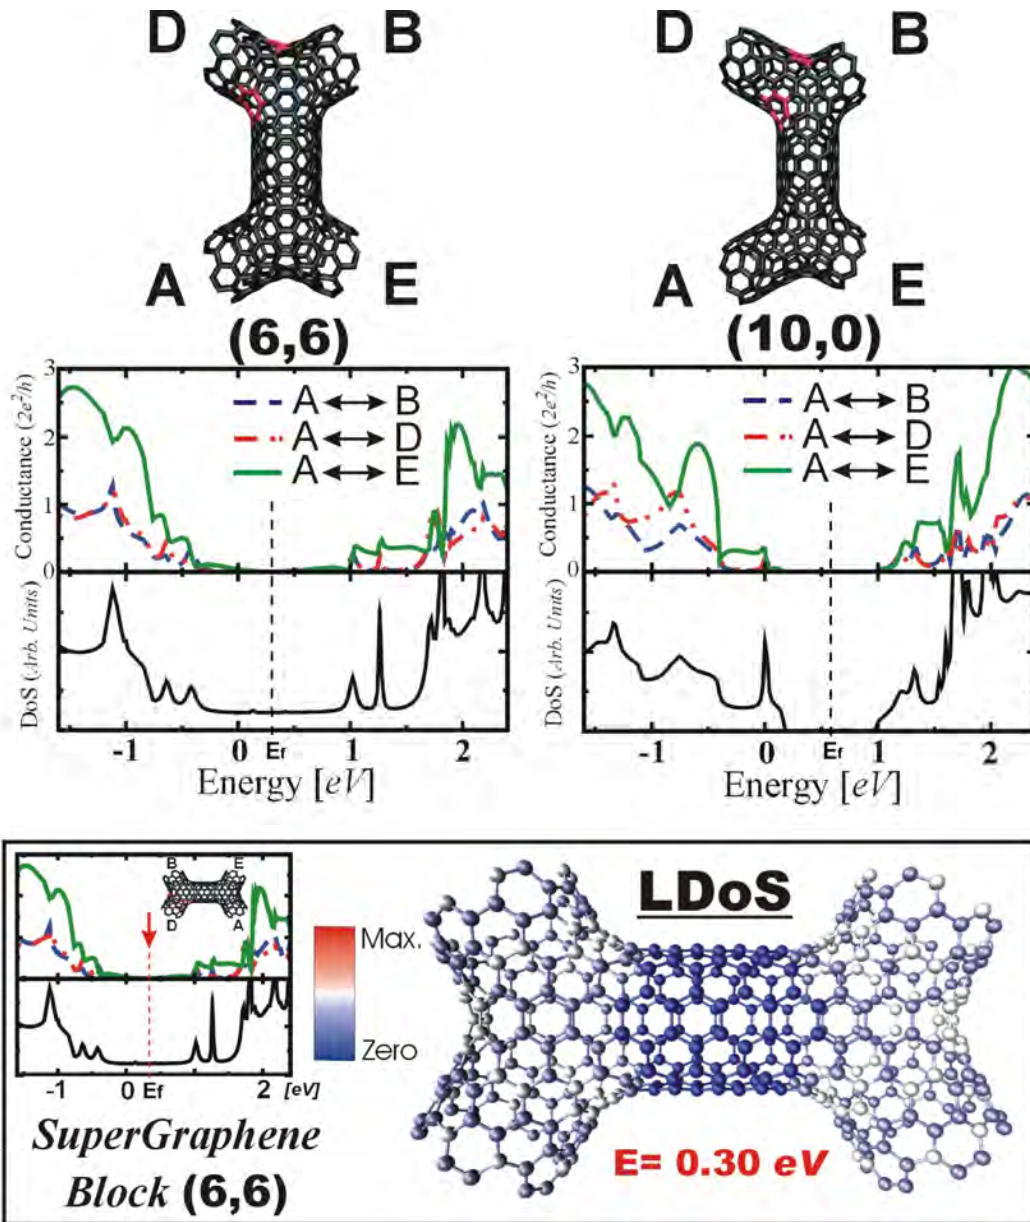 D B D B
A E A E
(6,6) (10,0)
Conductance (2e²/h)
3
2
1
0
A ↔ B
A ↔ D
A ↔ E
DoS (Arb. Units)
-1 0 Ef 1 2
Energy [eV]
Conductance (2e²/h)
3
2
1
0
A ↔ B
A ↔ D
A ↔ E
DoS (Arb. Units)
-1 0 Ef 1 2
Energy [eV]
B E
D A
-1 0 Ef 1 2 [eV]
SuperGraphene
Block (6,6)
Max.
Zero
LDoS
E= 0.30 eV